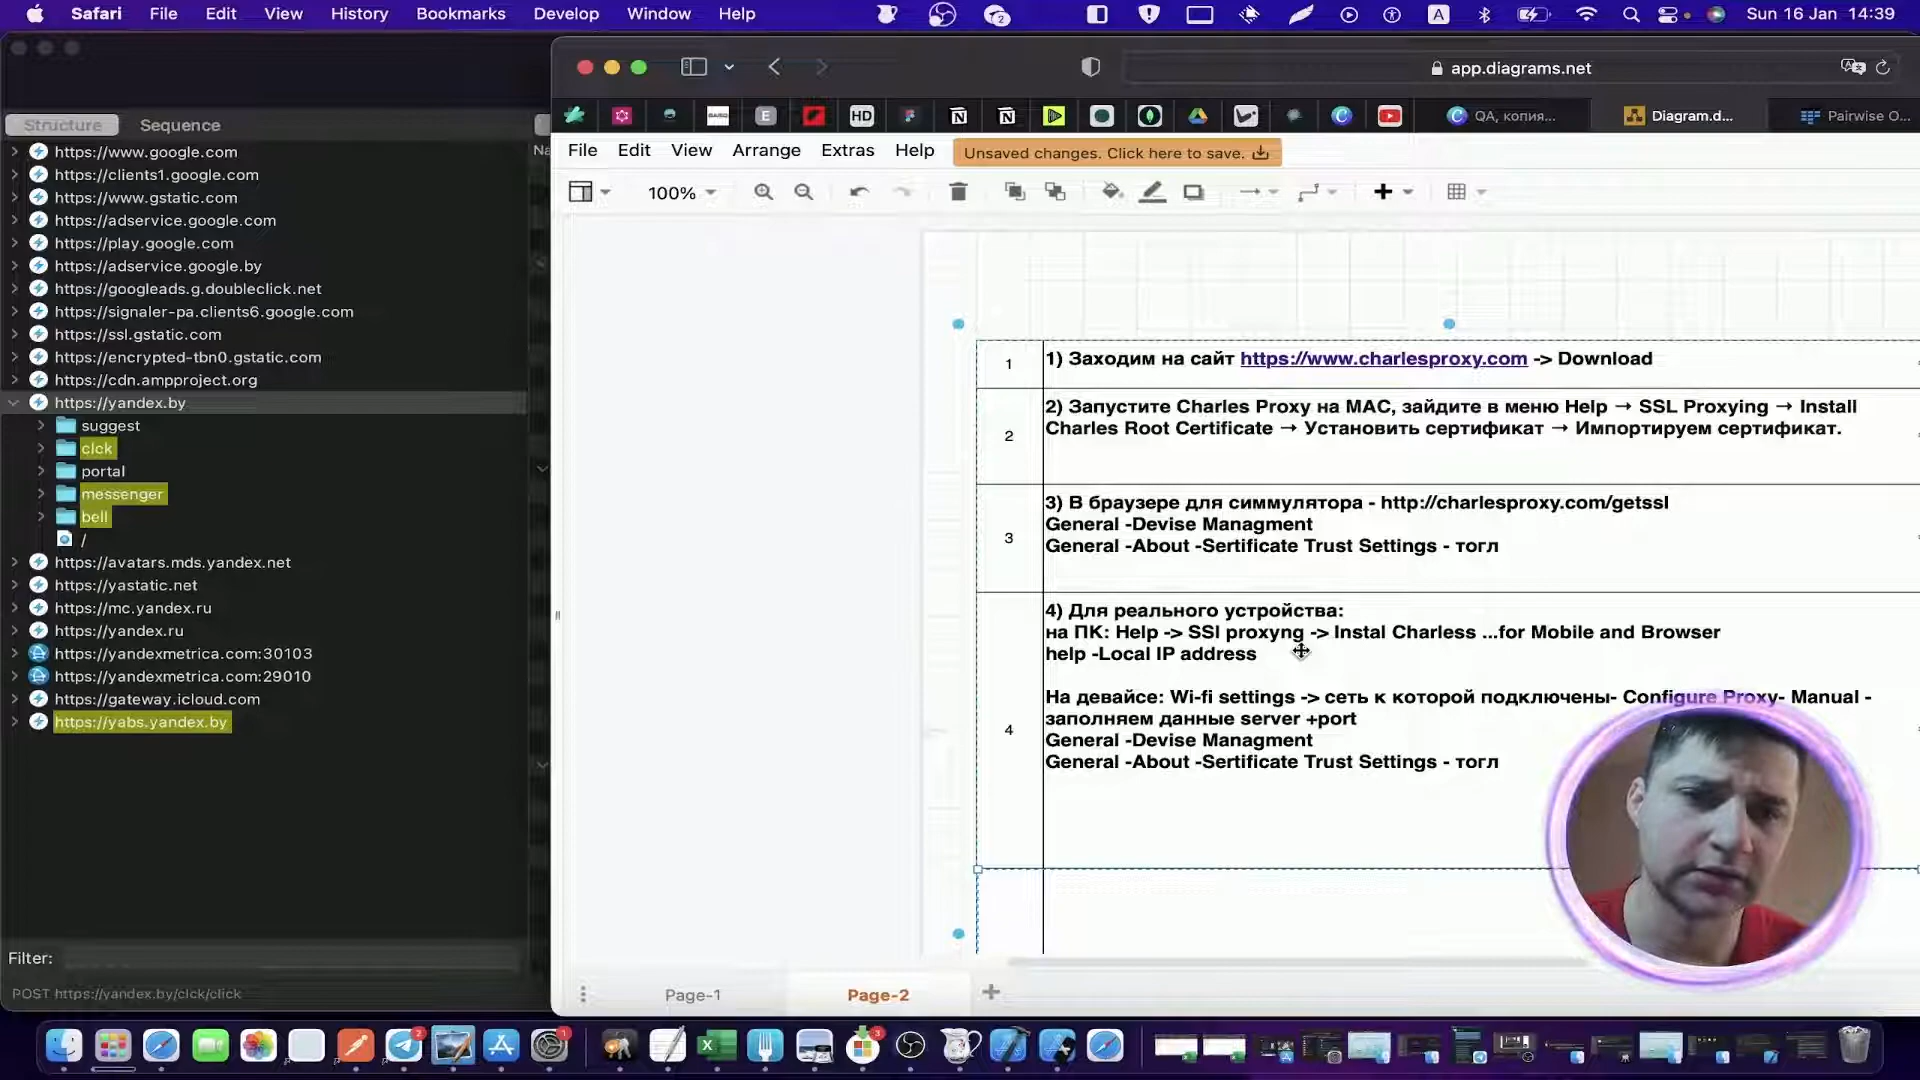 Safari File Edit View History Bookmarks Develop Window Help
2 A Sun 16 Jan 14:39
Structure Sequence
https://www.google.com
https://clients1.google.com
https://www.gstatic.com
https://adservice.google.com
https://play.google.com
https://adservice.google.by
https://googleads.g.doubleclick.net
https://signaler-pa.clients6.google.com
https://ssl.gstatic.com
https://encrypted-tbn0.gstatic.com
https://cdn.ampproject.org
https://yandex.by
suggest
clck
portal
messenger
bell
/
https://avatars.mds.yandex.net
https://yastatic.net
https://mc.yandex.ru
https://yandex.ru
https://yandexmetrica.com:30103
https://yandexmetrica.com:29010
https://gateway.icloud.com
https://yabs.yandex.by
Filter:
POST https://yandex.by/clck/click
Na
app.diagrams.net
E HD QA, копия... Diagram.d... Pairwise O...
File Edit View Arrange Extras Help Unsaved changes. Click here to save.
100%
1 1) Заходим на сайт https://www.charlesproxy.com -> Download
2) Запустите Charles Proxy на MAC, зайдите в меню Help → SSL Proxying → Install
2 Charles Root Certificate → Установить сертификат → Импортируем сертификат.
3) В браузере для симмулятора - http://charlesproxy.com/getssl
General -Devise Managment
3 General -About -Sertificate Trust Settings - тогл
4) Для реального устройства:
на ПК: Help -> SSl proxyng -> Instal Charless ...for Mobile and Browser
help -Local IP address
На девайсе: Wi-fi settings -> сеть к которой подключены- Configure Proxy- Manual -
4 заполняем данные server +port
General -Devise Managment
General -About -Sertificate Trust Settings - тогл
Page-1 Page-2
2 1 3